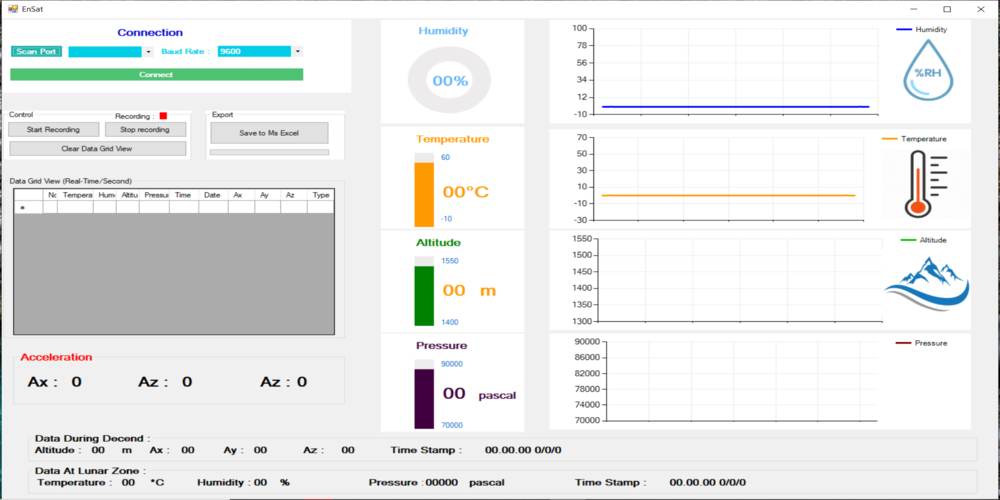 EnSat
Connection
Scan Port Baud Rate : 9600
Connect
Control Recording :
Start Recording Stop recording
Clear Data Grid View
Export
Save to Ms Excel
Data Grid View (Real-Time/Second)
Tempera Altitu Pressu Time Date Ax Ay Az Type
*
Acceleration
Ax : 0 Az : 0 Az : 0
Humidity
00%
Temperature
60
00°C
-10
Altitude
1550
00 m
1400
Pressure
90000
00 pascal
70000
100
78
56
34
12
-10
Humidity
%RH
70
50
30
10
-10
-30
Temperature
1550
1500
1450
1400
1350
1300
Altitude
90000
86000
82000
78000
74000
70000
Pressure
Data During Decend :
Altitude : 00 m Ax : 00 Ay : 00 Az : 00 Time Stamp : 00.00.00 0/0/0
Data At Lunar Zone :
Temperature : 00 °C Humidity : 00 % Pressure : 00000 pascal Time Stamp : 00.00.00 0/0/0